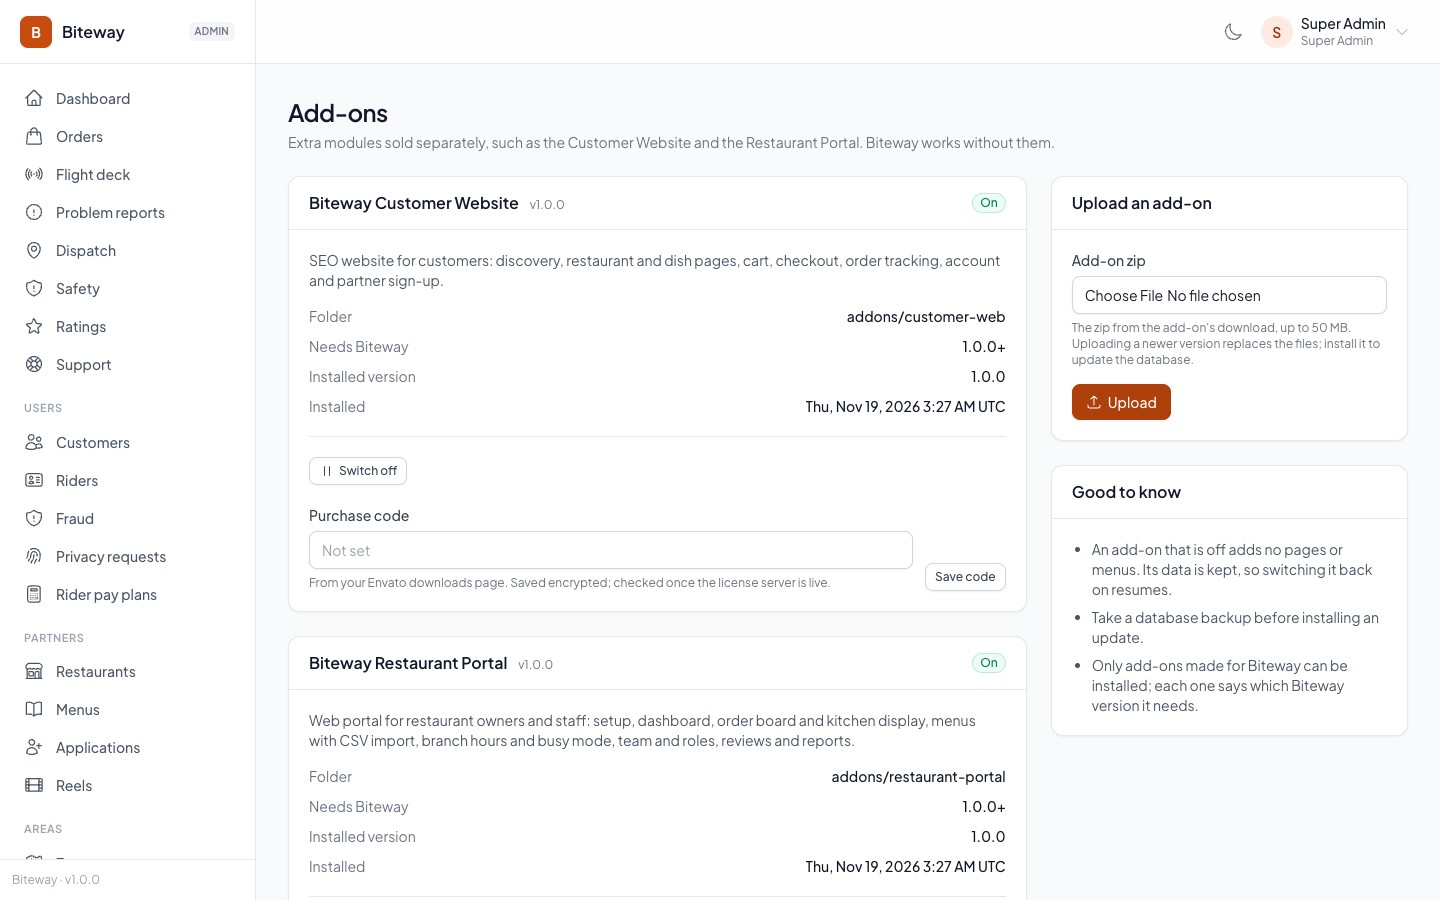 B
Biteway
ADMIN
S
Super Admin
Super Admin
Dashboard
Orders
Flight deck
Problem reports
Dispatch
Safety
Ratings
Support
USERS
Customers
Riders
Fraud
Privacy requests
Rider pay plans
PARTNERS
Restaurants
Menus
Applications
Reels
AREAS
Biteway · v1.0.0
Add-ons
Extra modules sold separately, such as the Customer Website and the Restaurant Portal. Biteway works without them.
Biteway Customer Website v1.0.0
On
SEO website for customers: discovery, restaurant and dish pages, cart, checkout, order tracking, account
and partner sign-up.
Folder addons/customer-web
Needs Biteway 1.0.0+
Installed version 1.0.0
Installed Thu, Nov 19, 2026 3:27 AM UTC
Switch off
Purchase code
Not set
From your Envato downloads page. Saved encrypted; checked once the license server is live.
Save code
Biteway Restaurant Portal v1.0.0
On
Web portal for restaurant owners and staff: setup, dashboard, order board and kitchen display, menus
with CSV import, branch hours and busy mode, team and roles, reviews and reports.
Folder addons/restaurant-portal
Needs Biteway 1.0.0+
Installed version 1.0.0
Installed Thu, Nov 19, 2026 3:27 AM UTC
Upload an add-on
Add-on zip
Choose File No file chosen
The zip from the add-on's download, up to 50 MB.
Uploading a newer version replaces the files; install it to
update the database.
Upload
Good to know
An add-on that is off adds no pages or
menus. Its data is kept, so switching it back
on resumes.
Take a database backup before installing an
update.
Only add-ons made for Biteway can be
installed; each one says which Biteway
version it needs.